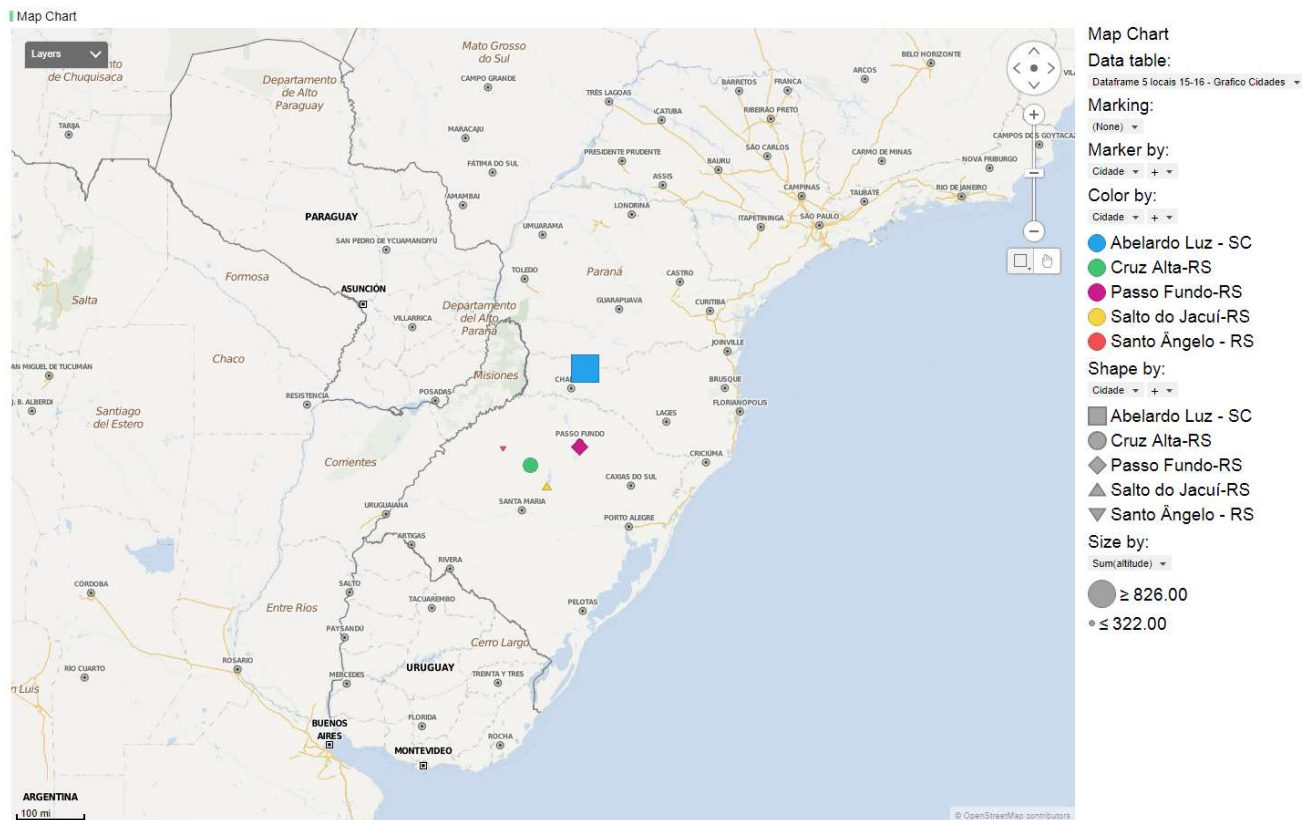 Map Chart
Layers
de Chuquisaca
Mato Grosso
do Sul
CAMPO GRANDE
BELO HORIZONTE
ARCOS
Departamento
de Alto
Paraguay
TRÊS LAGOAS
BARRETOS
FRANCA
RIBEIRÃO PRETO
TARIJA
MARACAJU
CAMPOS DOS GOYTACAZ
FÁTIMA DO SUL
PRESIDENTE PRUDENTE
BAURU
SÃO CARLOS
CARMO DE MINAS
NOVA FRIBURGO
ASSIS
AMAMBAI
CAMPINAS
TAUBATE
RIO DE JANEIRO
LONDRINA
PARAGUAY
ITAPETININGA
SÃO PAULO
UMUARAMA
SAN PEDRO DE YCUAMANDIYÚ
Formosa
TOLEDO
Paraná
CASTRO
ASUNCIÓN
Salta
GUARAPUAVA
CURITIBA
Departamento
del Alto
Paraná
VILLARRICA
JOINVILLE
Chaco
AN MIGUEL DE TUCUMÁN
Misiones
BRUSQUE
POSADAS
RESISTENCIA
J. B. ALBERDI
FLORIANÓPOLIS
Santiago
del Estero
LAGES
PASSO FUNDO
CRICIÚMA
Corrientes
CAXIAS DO SUL
SANTA MARIA
URUGUAIANA
PORTO ALEGRE
ARTIGAS
RIVERA
CÓRDOBA
SALTO
TACUAREMBO
Entre Ríos
PELOTAS
PAYSANDÚ
Cerro Largo
ROSARIO
URUGUAY
RÍO CUARTO
MERCEDES
TREINTA Y TRES
n Luis
FLORIDA
BUENOS
AIRES
ROCHA
MONTEVIDEO
ARGENTINA
100 mi
© OpenStreetMap contributors
Map Chart
Data table:
Dataframe 5 locais 15-16 - Grafico Cidades
Marking:
(None)
Marker by:
Cidade +
Color by:
Cidade +
Abelardo Luz - SC
Cruz Alta-RS
Passo Fundo-RS
Salto do Jacuí-RS
Santo Ângelo - RS
Shape by:
Cidade +
Abelardo Luz - SC
Cruz Alta-RS
Passo Fundo-RS
Salto do Jacuí-RS
Santo Ângelo - RS
Size by:
Sum(altitude)
≥ 826.00
≤ 322.00